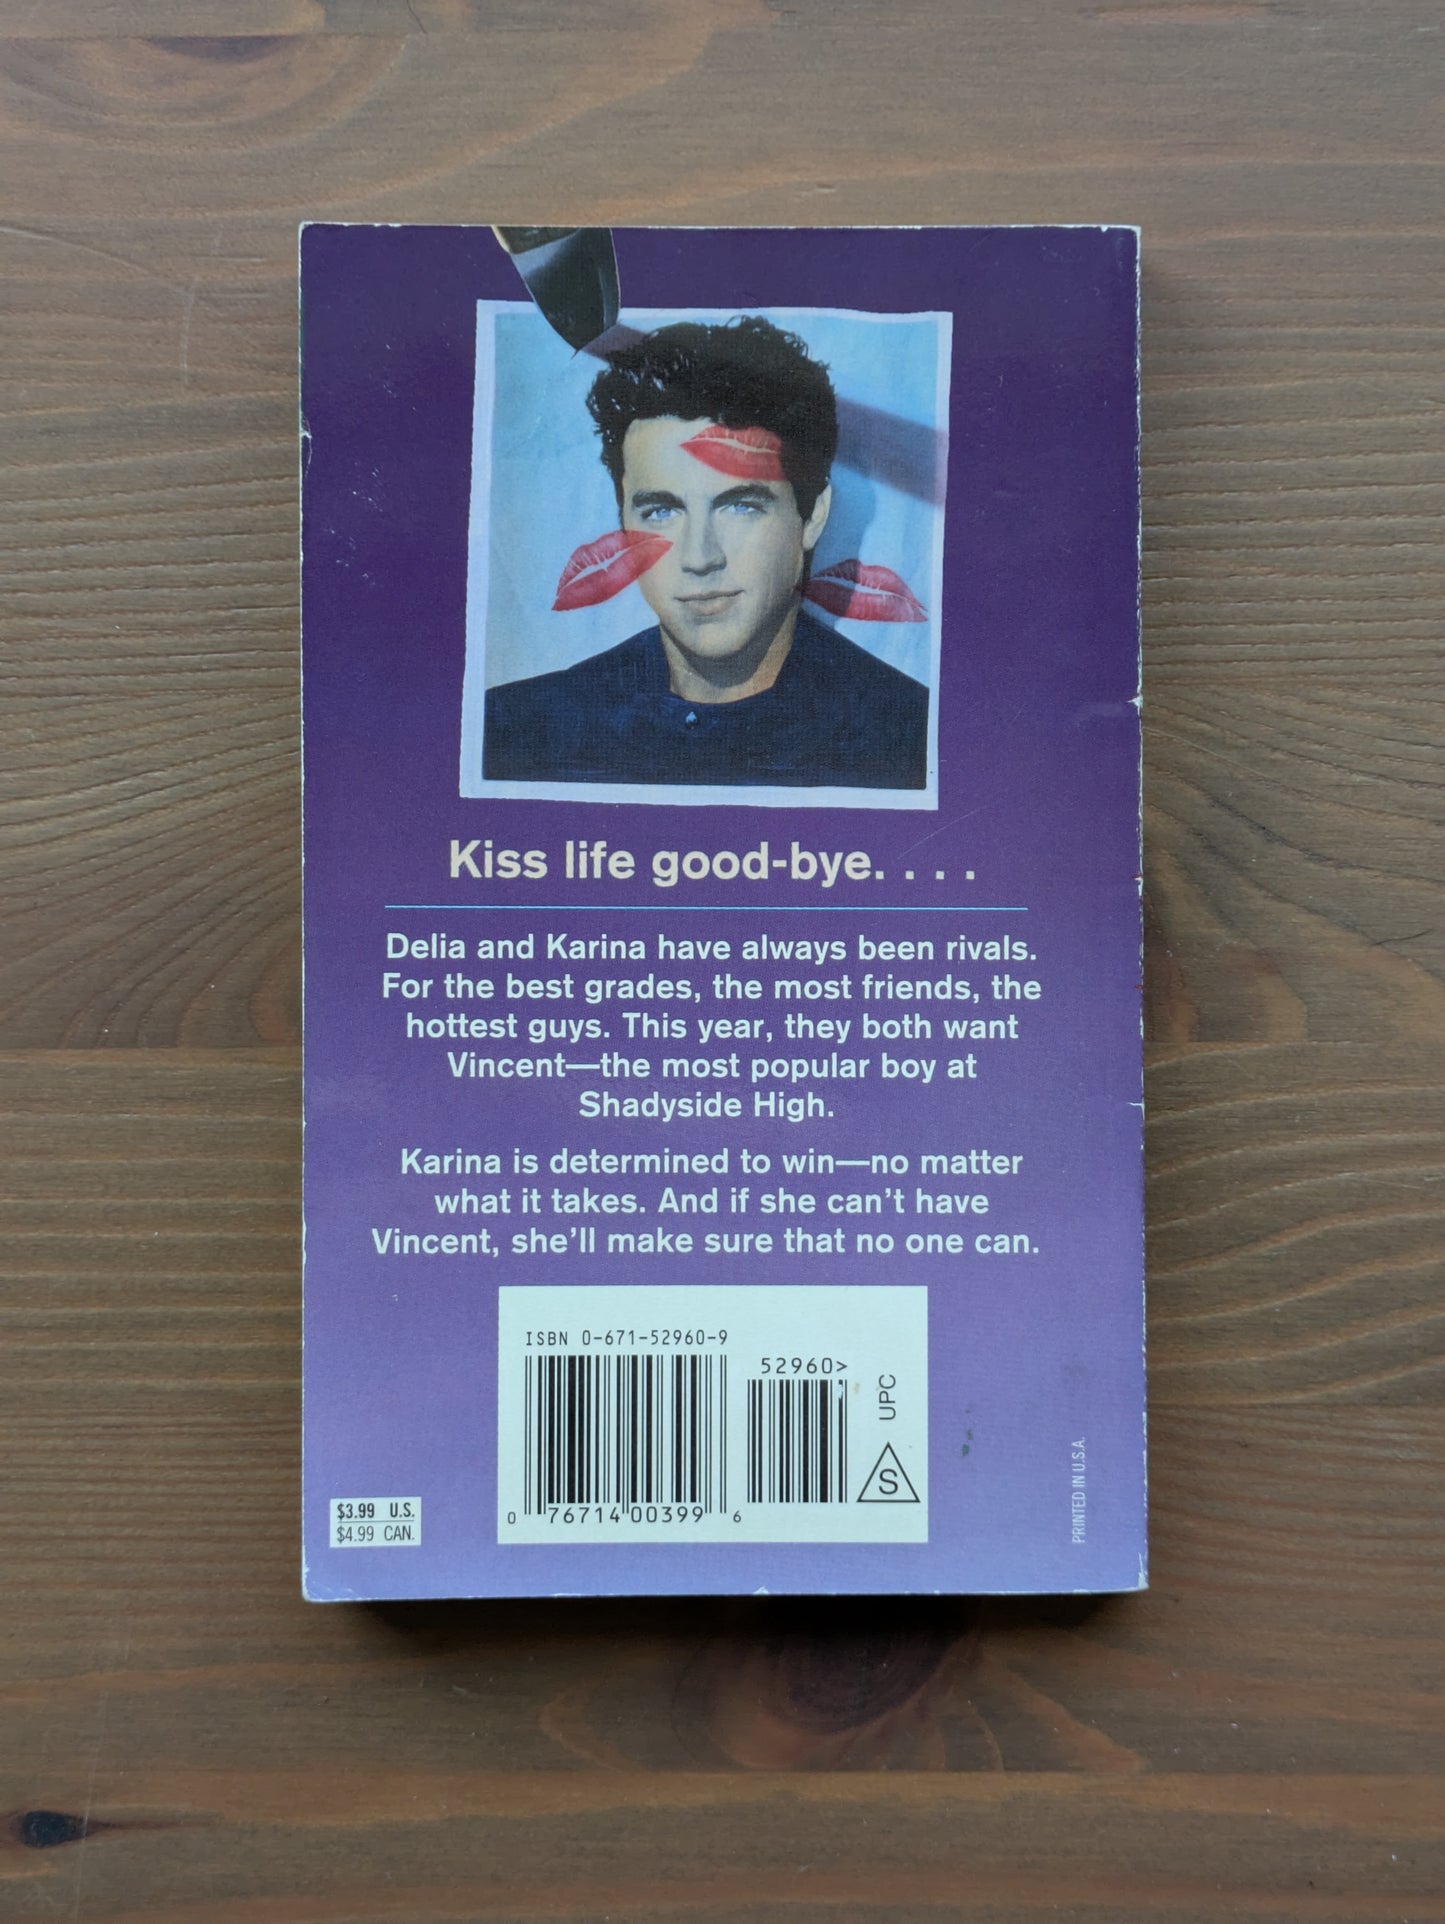 Kiss life good-bye. . . .
Delia and Karina have always been rivals.
For the best grades, the most friends, the
hottest guys. This year, they both want
Vincent—the most popular boy at
Shadyside High.
Karina is determined to win—no matter
what it takes. And if she can't have
Vincent, she'll make sure that no one can.
ISBN 0-671-52960-9
52960>
UPC
S
0 76714 00399 6
$3.99 U.S.
$4.99 CAN.
PRINTED IN U.S.A.